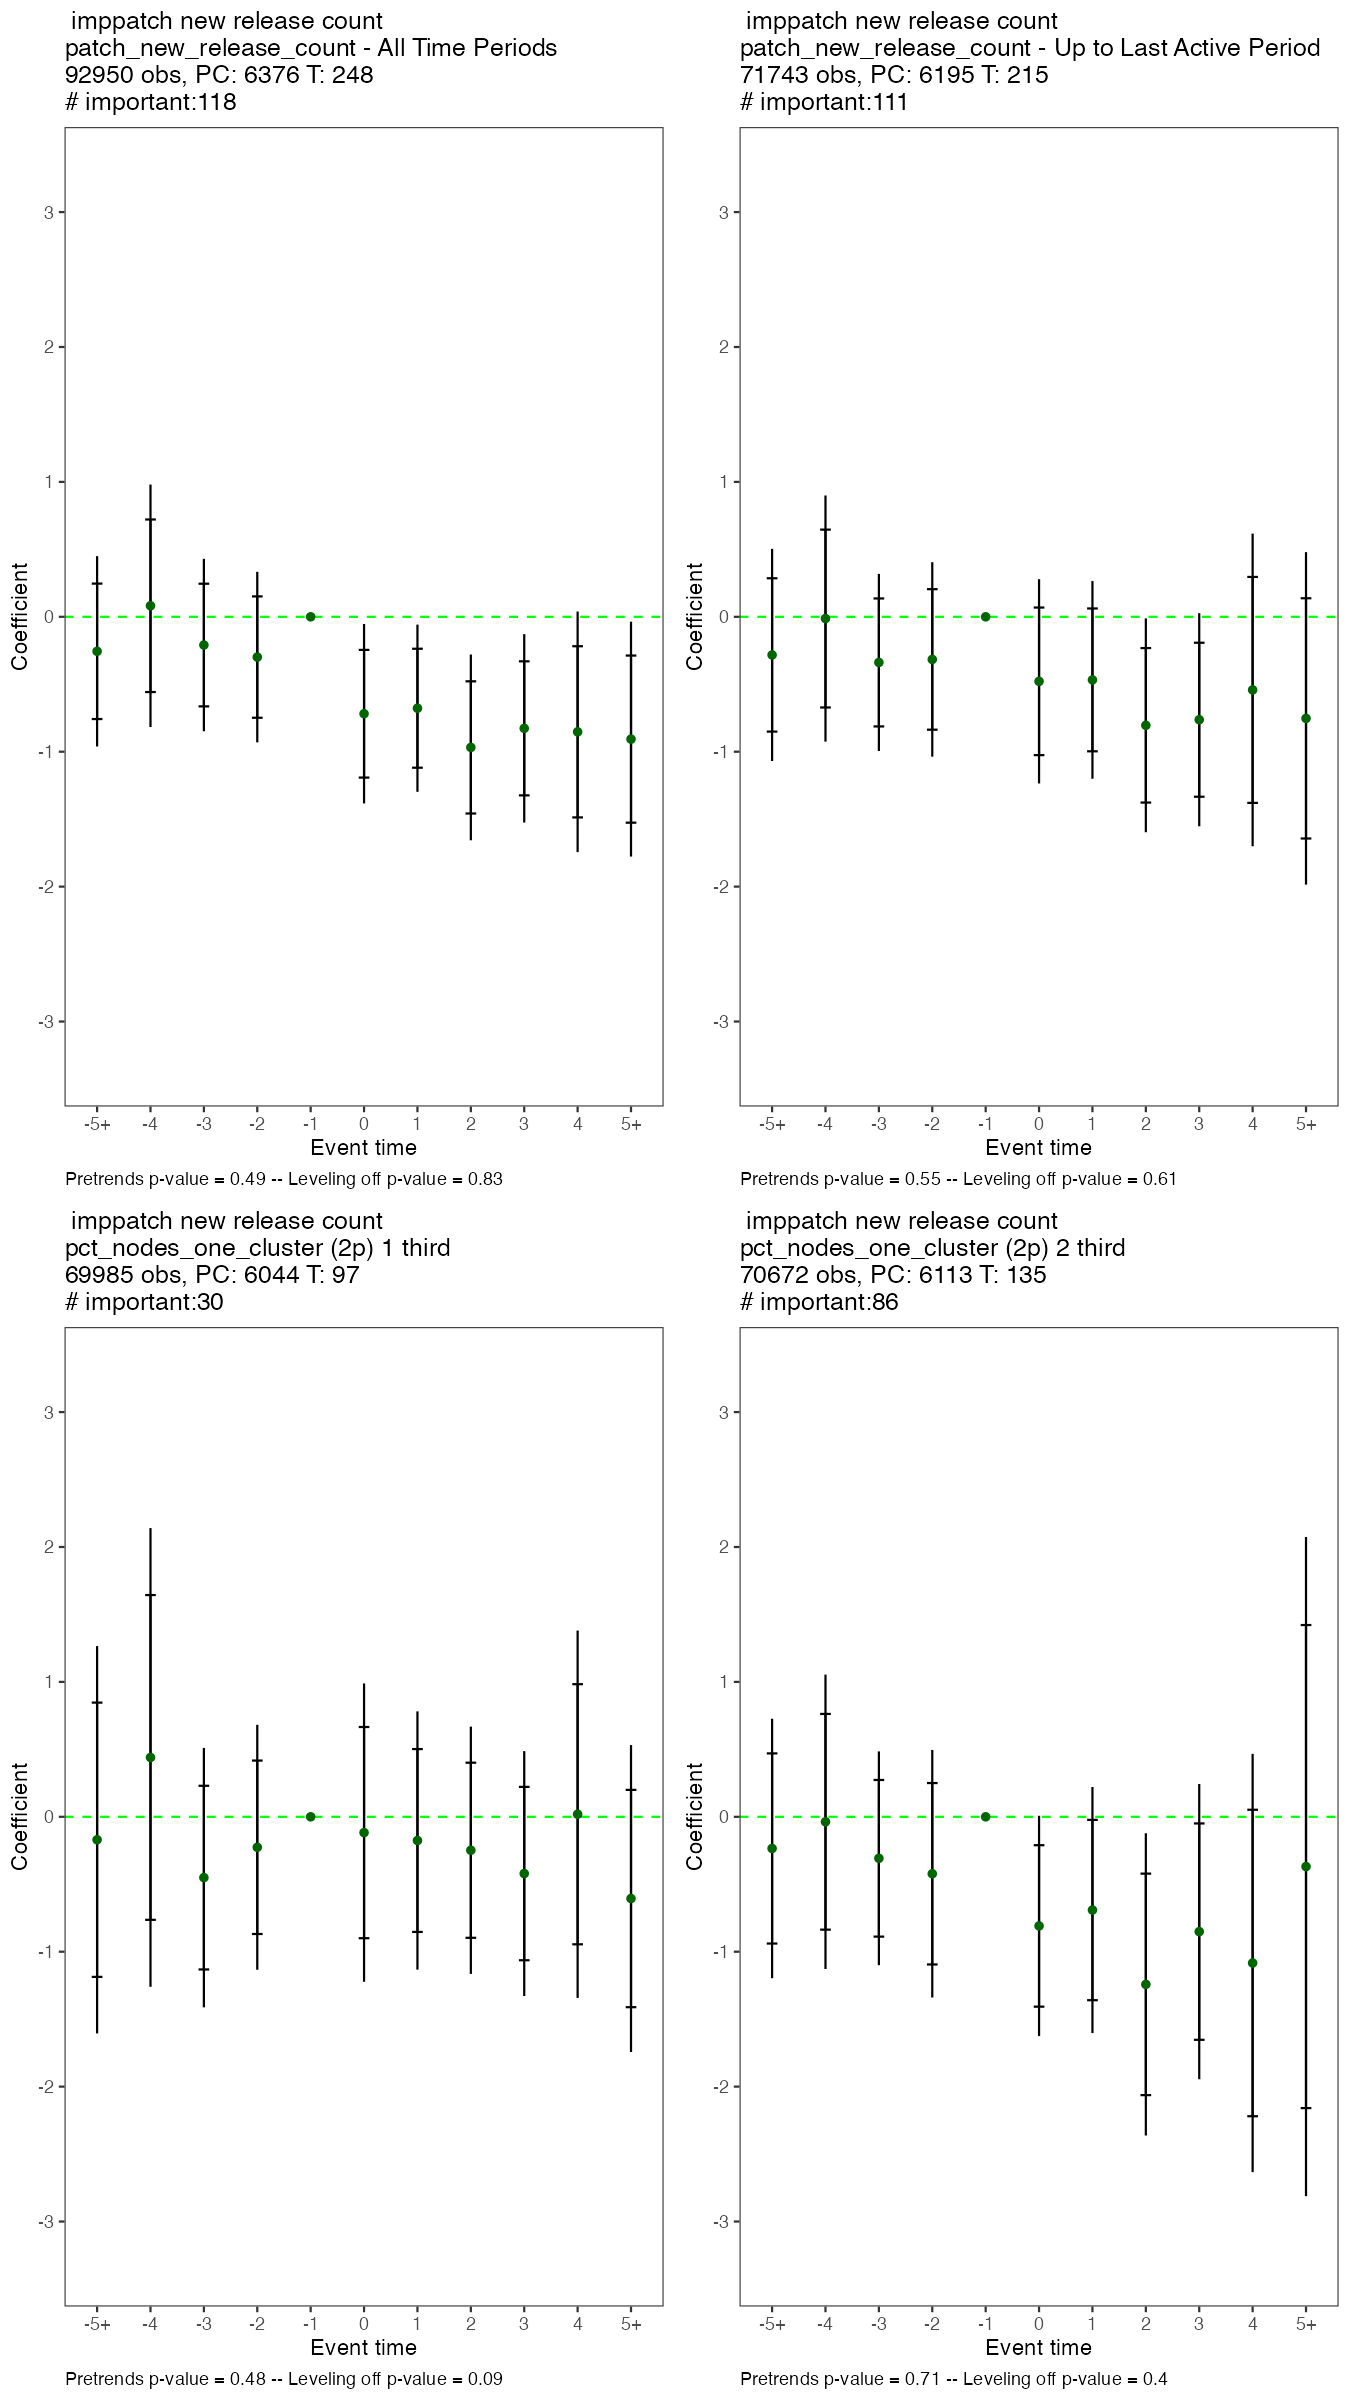 imppatch new release count
patch_new_release_count - All Time Periods
92950 obs, PC: 6376 T: 248
# important:118
3
2
1
0
-1
-2
-3
Coefficient
-5+ -4 -3 -2 -1 0 1 2 3 4 5+
Event time
Pretrends p-value = 0.49 -- Leveling off p-value = 0.83
imppatch new release count
patch_new_release_count - Up to Last Active Period
71743 obs, PC: 6195 T: 215
# important:111
3
2
1
0
-1
-2
-3
Coefficient
-5+ -4 -3 -2 -1 0 1 2 3 4 5+
Event time
Pretrends p-value = 0.55 -- Leveling off p-value = 0.61
imppatch new release count
pct_nodes_one_cluster (2p) 1 third
69985 obs, PC: 6044 T: 97
# important:30
3
2
1
0
-1
-2
-3
Coefficient
-5+ -4 -3 -2 -1 0 1 2 3 4 5+
Event time
Pretrends p-value = 0.48 -- Leveling off p-value = 0.09
imppatch new release count
pct_nodes_one_cluster (2p) 2 third
70672 obs, PC: 6113 T: 135
# important:86
3
2
1
0
-1
-2
-3
Coefficient
-5+ -4 -3 -2 -1 0 1 2 3 4 5+
Event time
Pretrends p-value = 0.71 -- Leveling off p-value = 0.4